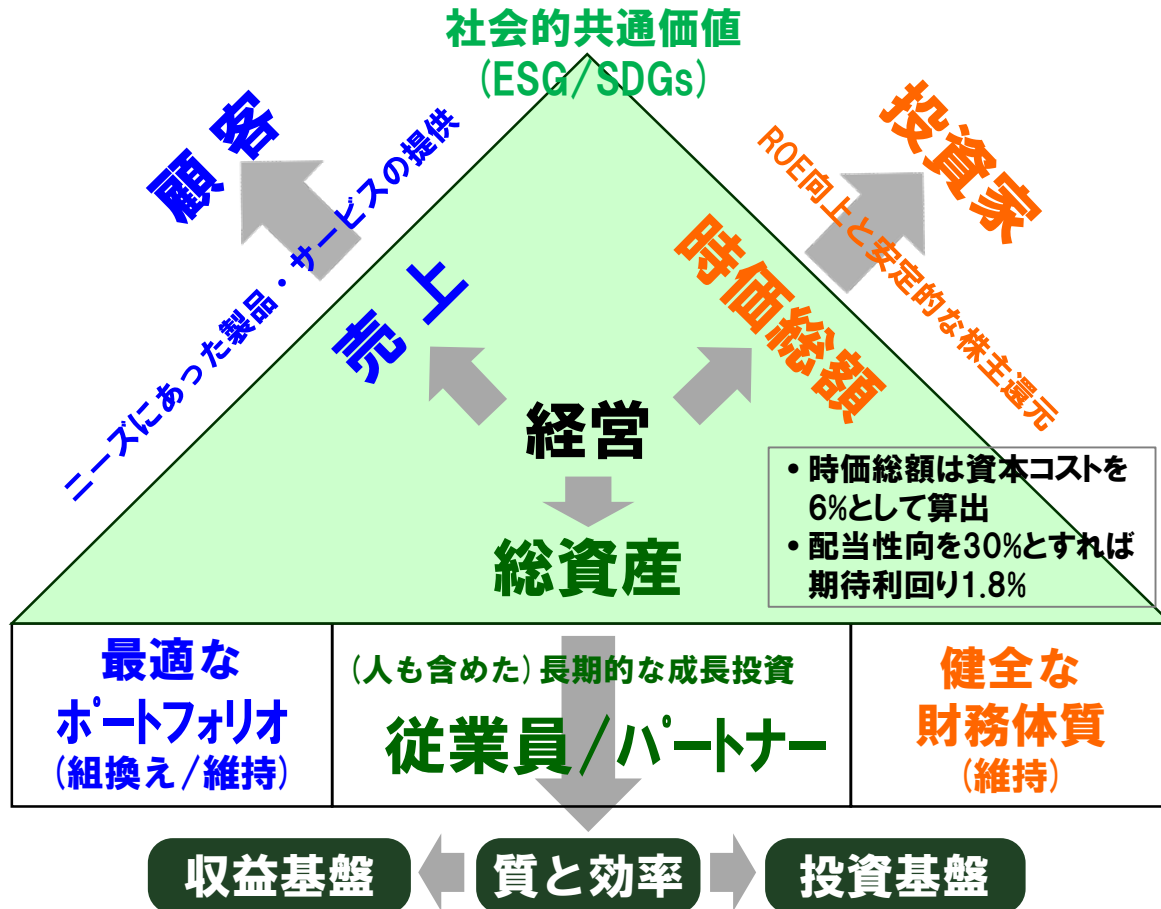 社会的共通価値
(ESG/SDGs)
顧客
ニーズにあった製品・サービスの提供
投資家
ROE向上と安定的な株主還元
売上
時価総額
経営
総資産
• 時価総額は資本コストを
6%として算出
• 配当性向を30%とすれば
期待利回り1.8%
最適な
ポートフォリオ
(組換え/維持)
(人も含めた)長期的な成長投資
従業員/パートナー
健全な
財務体質
(維持)
収益基盤
質と効率
投資基盤